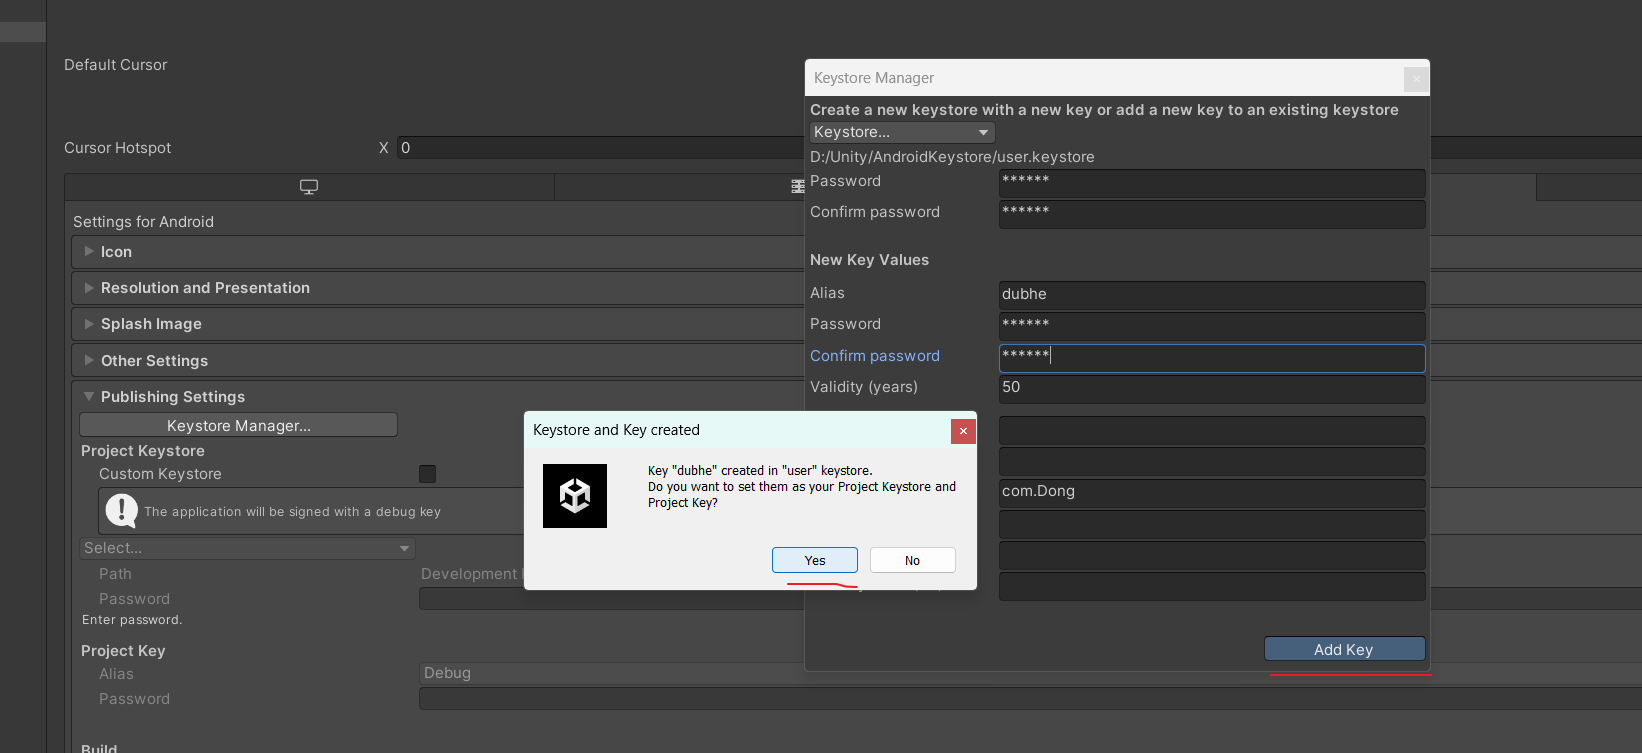 Default Cursor
Cursor Hotspot X 0
Settings for Android
Icon
Resolution and Presentation
Splash Image
Other Settings
Publishing Settings
Keystore Manager...
Project Keystore
Custom Keystore
The application will be signed with a debug key
Select...
Path Development
Password
Enter password.
Project Key
Alias Debug
Password
Build
Keystore Manager
Create a new keystore with a new key or add a new key to an existing keystore
Keystore...
D:/Unity/AndroidKeystore/user.keystore
Password ******
Confirm password ******
New Key Values
Alias dubhe
Password ******
Confirm password ******
Validity (years) 50
com.Dong
Add Key
Keystore and Key created
Key "dubhe" created in "user" keystore.
Do you want to set them as your Project Keystore and
Project Key?
Yes No